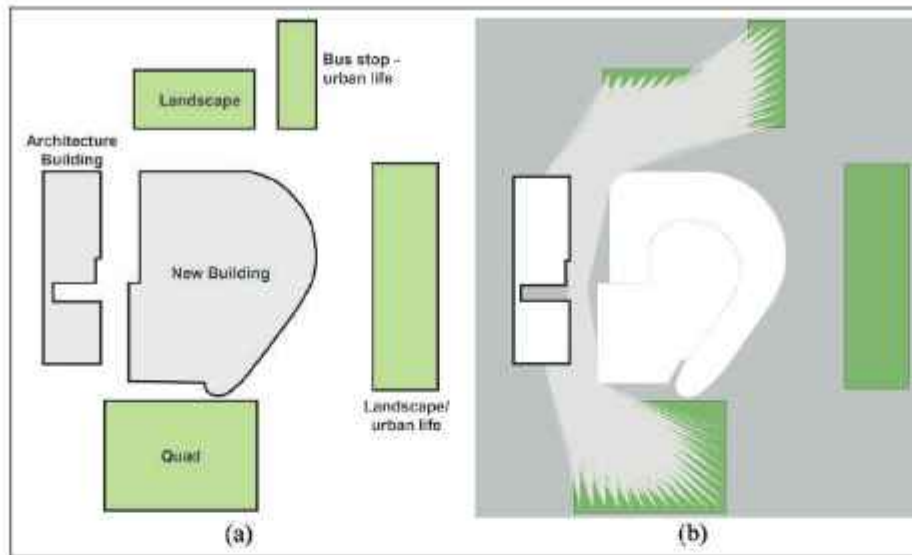 Bus stop -
urban life
Landscape
Architecture
Building
New Building
Landscape/
urban life
Quad
(a)
(b)